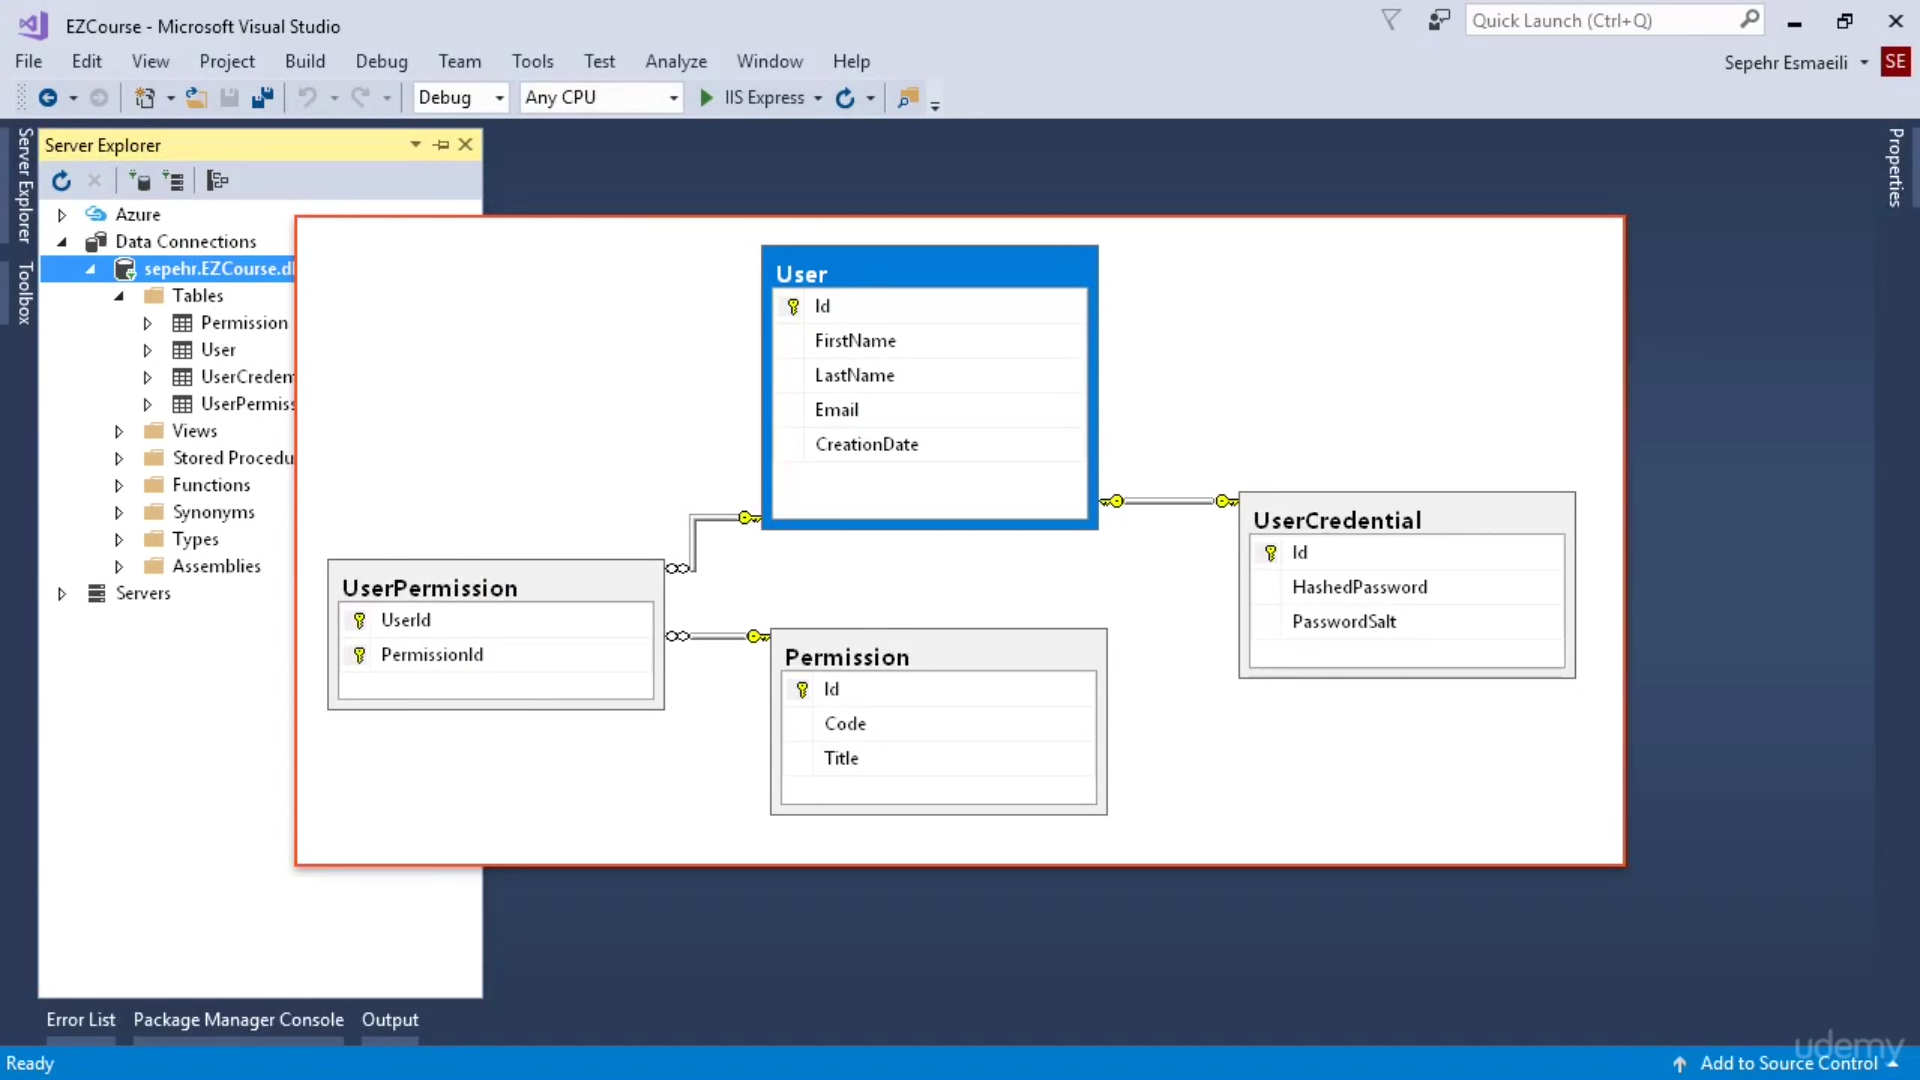 EZCourse - Microsoft Visual Studio
Quick Launch (Ctrl+Q)
File Edit View Project Build Debug Team Tools Test Analyze Window Help
Sepehr Esmaeili SE
Debug Any CPU IIS Express
Server Explorer
Toolbox
Properties
Server Explorer
Azure
Data Connections
sepehr.EZCourse.d
Tables
Permission
User
UserCreden
UserPermiss
Views
Stored Procedu
Functions
Synonyms
Types
Assemblies
Servers
User
Id
FirstName
LastName
Email
CreationDate
UserCredential
Id
HashedPassword
PasswordSalt
UserPermission
UserId
PermissionId
Permission
Id
Code
Title
Error List Package Manager Console Output
udemy
Ready
Add to Source Control